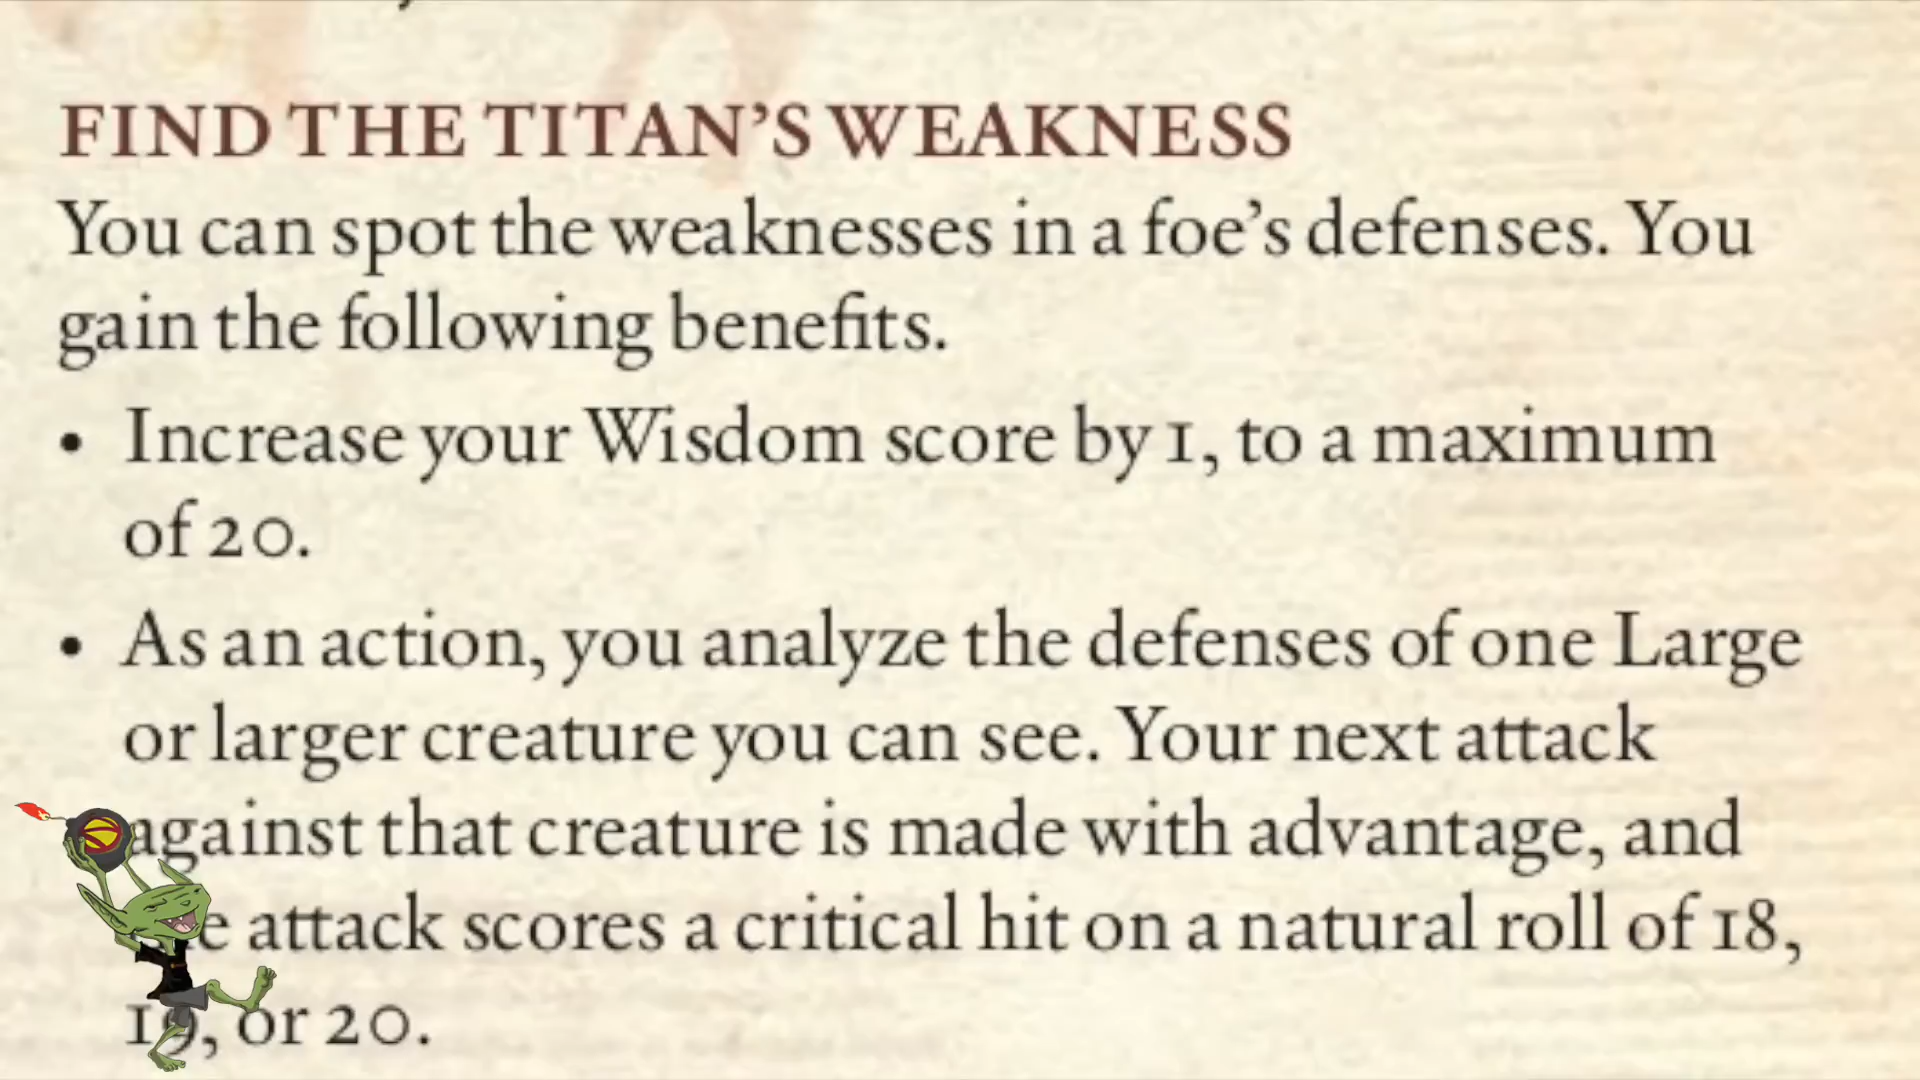 FIND THE TITAN’S WEAKNESS
You can spot the weaknesses in a foe’s defenses. You
gain the following benefits.
• Increase your Wisdom score by 1, to a maximum
of 20.
• As an action, you analyze the defenses of one Large
or larger creature you can see. Your next attack
against that creature is made with advantage, and
attack scores a critical hit on a natural roll of 18,
19, or 20.